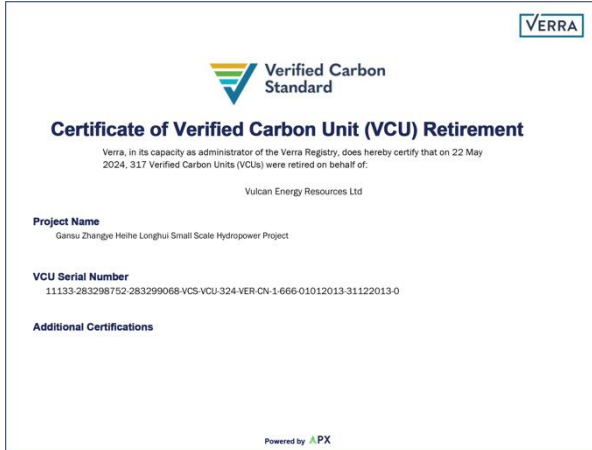 VERRA
Verified Carbon
Standard
Certificate of Verified Carbon Unit (VCU) Retirement
Verra, in its capacity as administrator of the Verra Registry, does hereby certify that on 22 May
2024, 317 Verified Carbon Units (VCUs) were retired on behalf of:
Vulcan Energy Resources Ltd
Project Name
Gansu Zhangye Heihe Longhui Small Scale Hydropower Project
VCU Serial Number
11133-283298752-283299068-VCS-VCU-324-VER-CN-1-666-01012013-31122013-0
Additional Certifications
Powered by APX